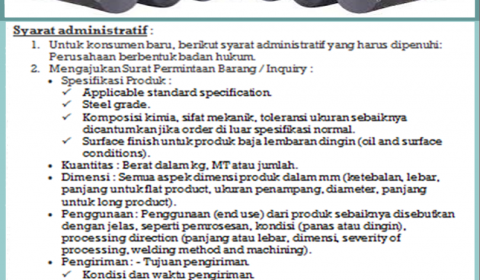 Syarat administratif :
1. Untuk konsumen baru, berikut syarat administratif yang harus dipenuhi:
Perusahaan berbentuk badan hukum.
2. Mengajukan Surat Permintaan Barang / Inquiry :
• Spesifikasi Produk :
✓ Applicable standard specification.
✓ Steel grade.
✓ Komposisi kimia, sifat mekanik, toleransi ukuran sebaiknya
dicantumkan jika order di luar spesifikasi normal.
✓ Surface finish untuk produk baja lembaran dingin (oil and surface
conditions).
• Kuantitas : Berat dalam kg, MT atau jumlah.
• Dimensi : Semua aspek dimensi produk dalam mm (ketebalan, lebar,
panjang untuk flat product, ukuran penampang, diameter, panjang
untuk long product).
• Penggunaan : Penggunaan (end use) dari produk sebaiknya disebutkan
dengan jelas, seperti pemrosesan, kondisi (panas atau dingin),
processing direction (panjang atau lebar, dimensi, severity of
processing, welding method and machining).
• Pengiriman : - Tujuan pengiriman.
✓ Kondisi dan waktu pengiriman.